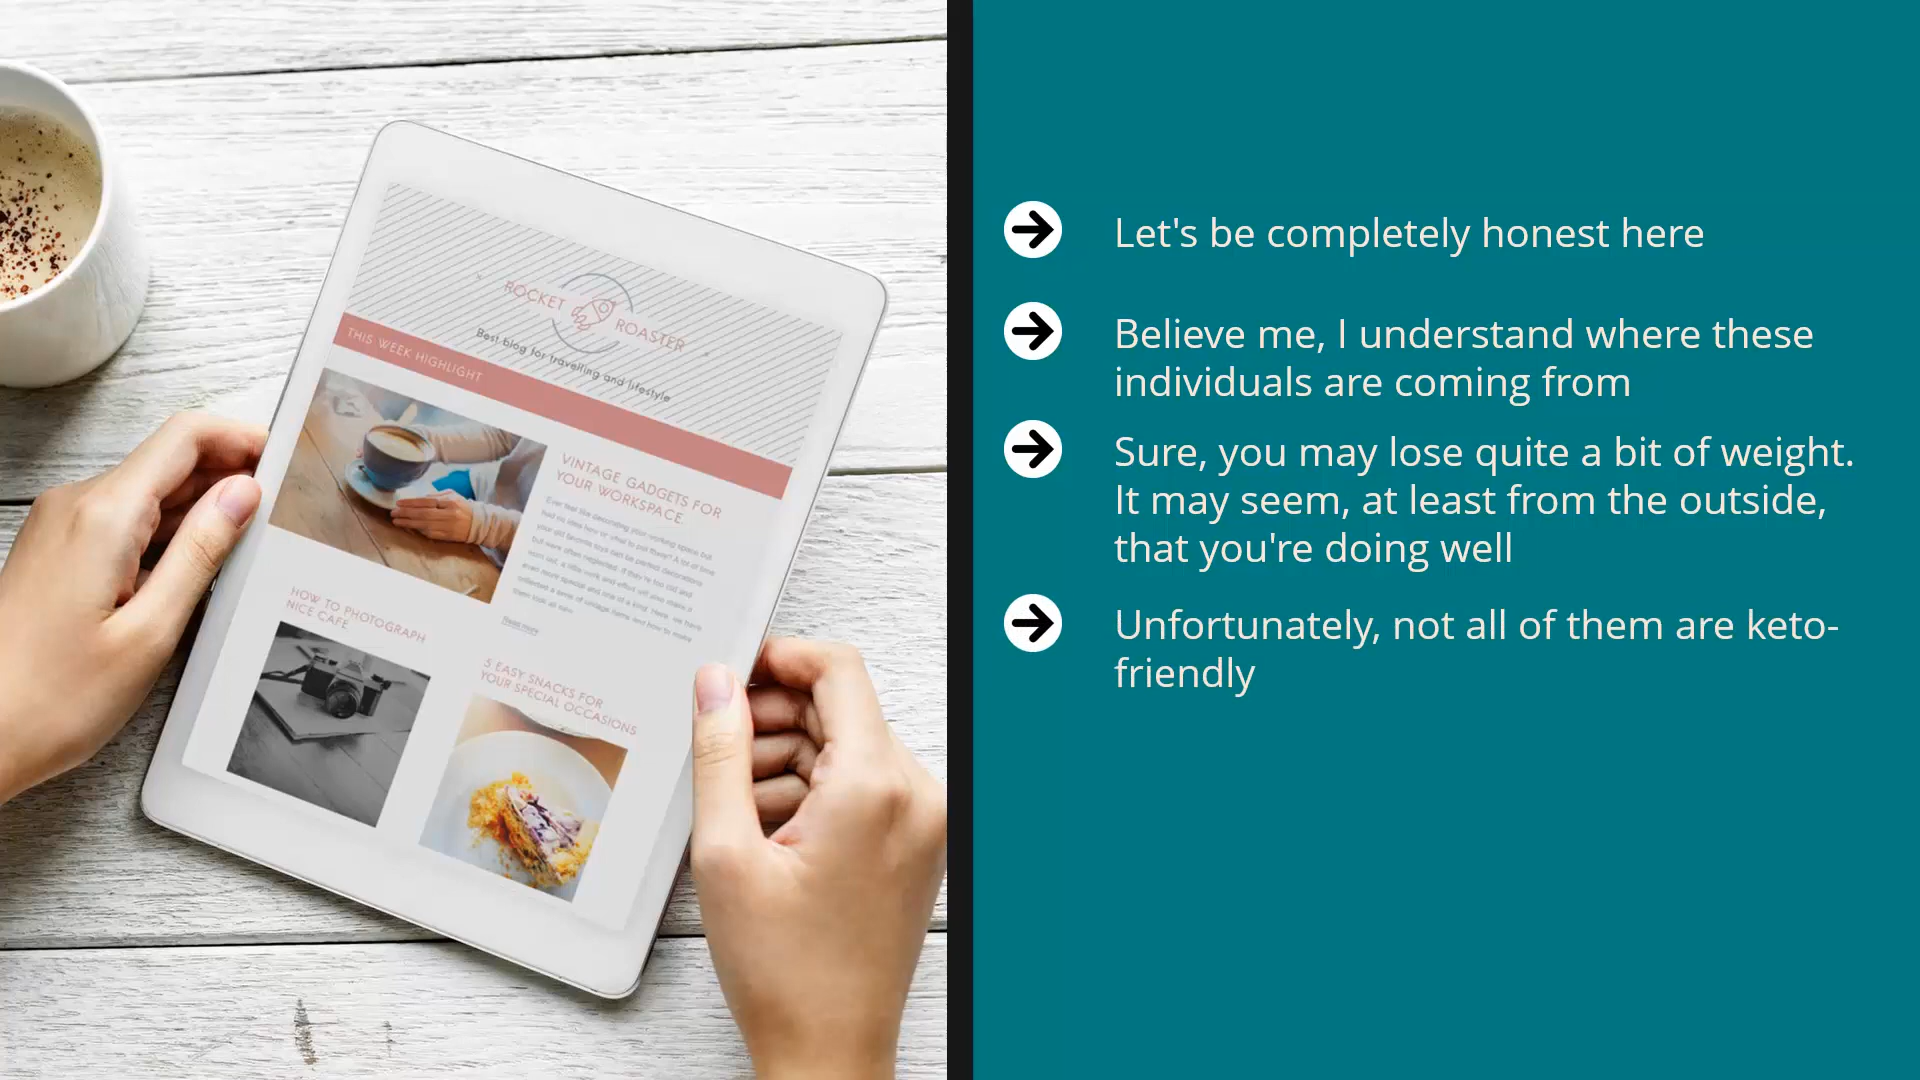 ROCKET ROASTER
Best blog for travelling and lifestyle
THIS WEEK HIGHLIGHT
VINTAGE GADGETS FOR
YOUR WORKSPACE.
Read more
HOW TO PHOTOGRAPH
NICE CAFE
5 EASY SNACKS FOR
YOUR SPECIAL OCCASIONS
Let's be completely honest here
Believe me, I understand where these
individuals are coming from
Sure, you may lose quite a bit of weight.
It may seem, at least from the outside,
that you're doing well
Unfortunately, not all of them are keto-
friendly